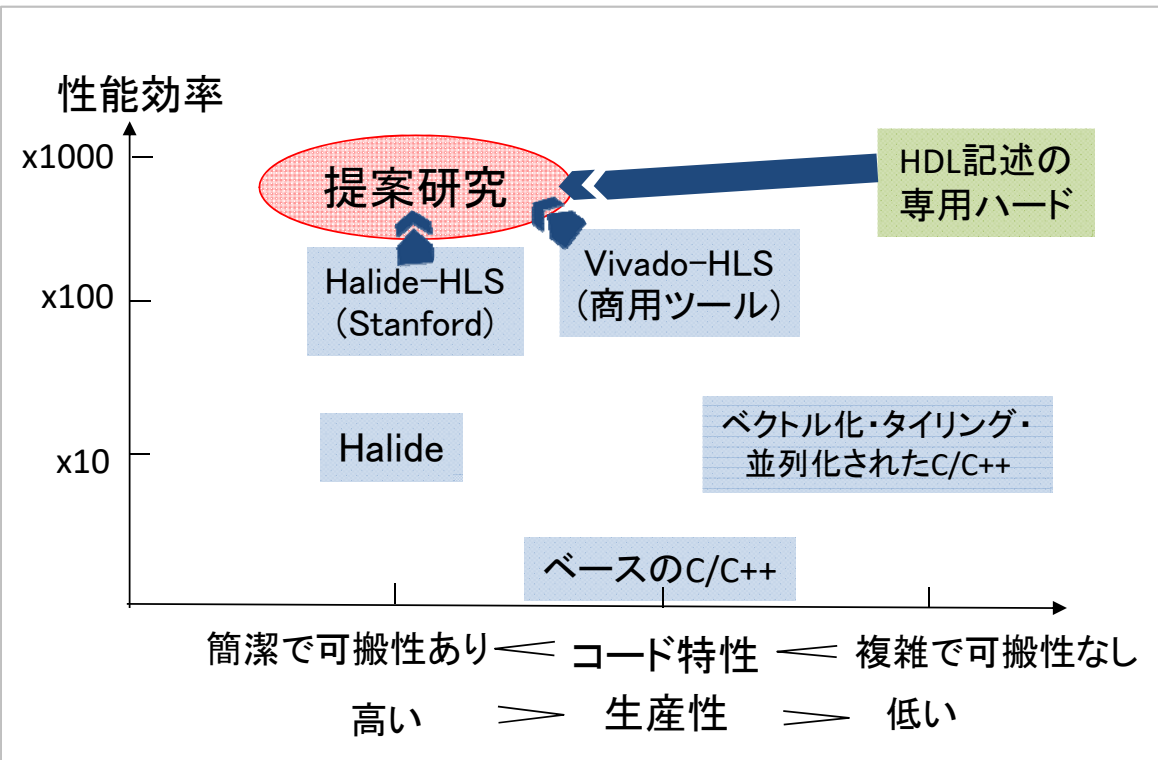 性能効率
x1000
提案研究
HDL記述の
専用ハード
Halide-HLS
(Stanford)
Vivado-HLS
(商用ツール)
x100
x10
Halide
ベクトル化・タイリング・
並列化されたC/C++
ベースのC/C++
簡潔で可搬性あり コード特性 複雑で可搬性なし
高い 生産性 低い